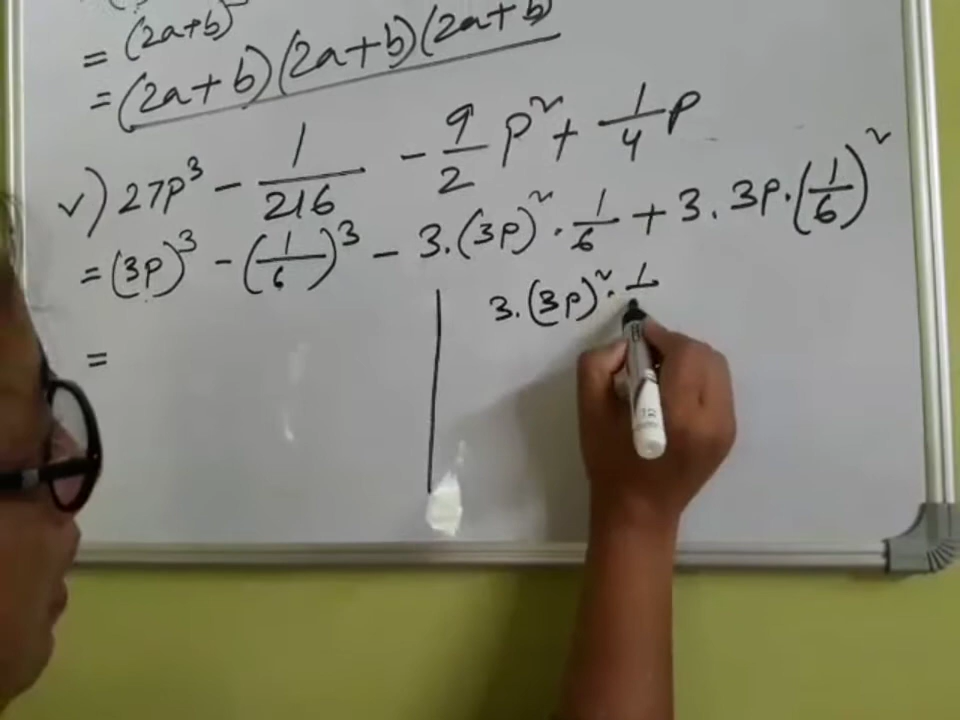 = (2a+b)³
= (2a+b)(2a+b)(2a+b)
v) 27p³ - 1/216 - 9/2 p² + 1/4 p
= (3p)³ - (1/6)³ - 3.(3p)² . 1/6 + 3.3p.(1/6)²
3.(3p)² . 1/
=